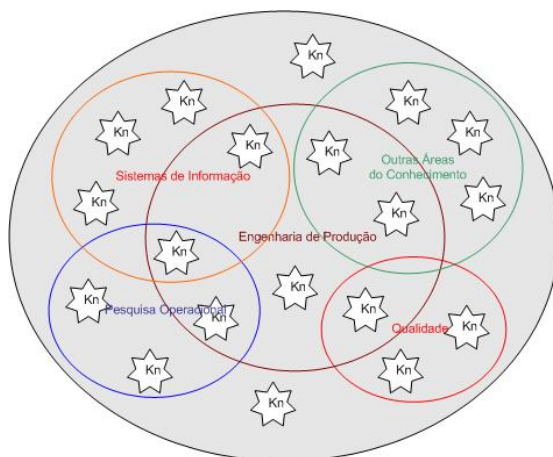 Kn
Kn
Kn
Kn
Kn
Kn
Kn
Outras Áreas
do Conhecimento
Sistemas de Informação
Kn
Kn
Kn
Engenharia de Produção
Kn
Kn
Kn
Pesquisa Operacional
Kn
Kn
Qualidade
Kn
Kn
Kn
Kn